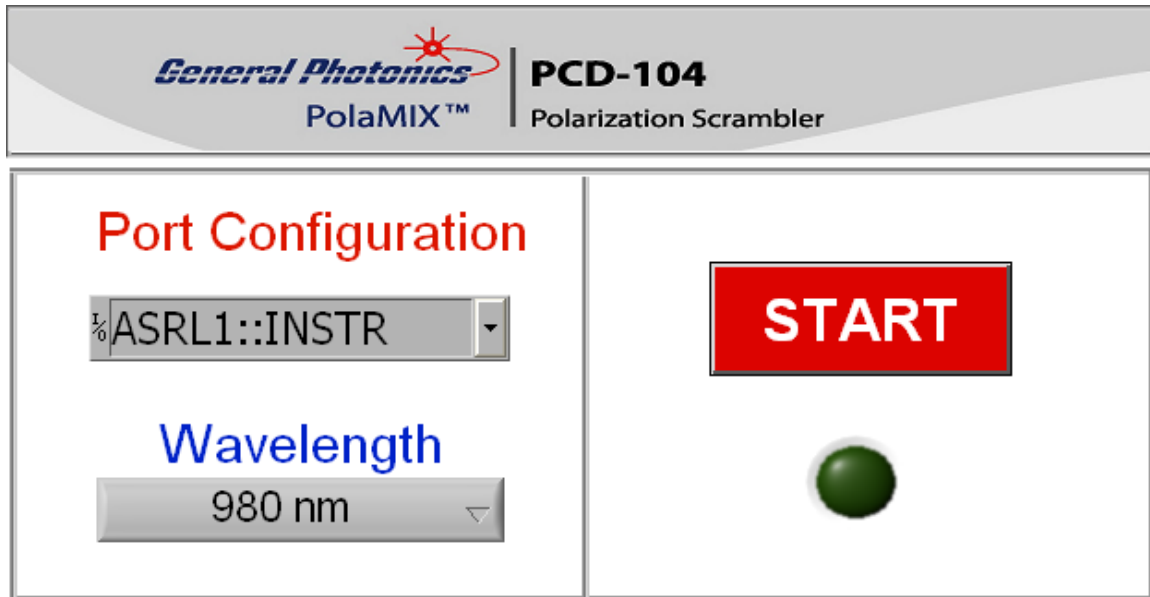 General Photonics
PolaMIX™
PCD-104
Polarization Scrambler
Port Configuration
I/O ASRL1::INSTR
Wavelength
980 nm
START